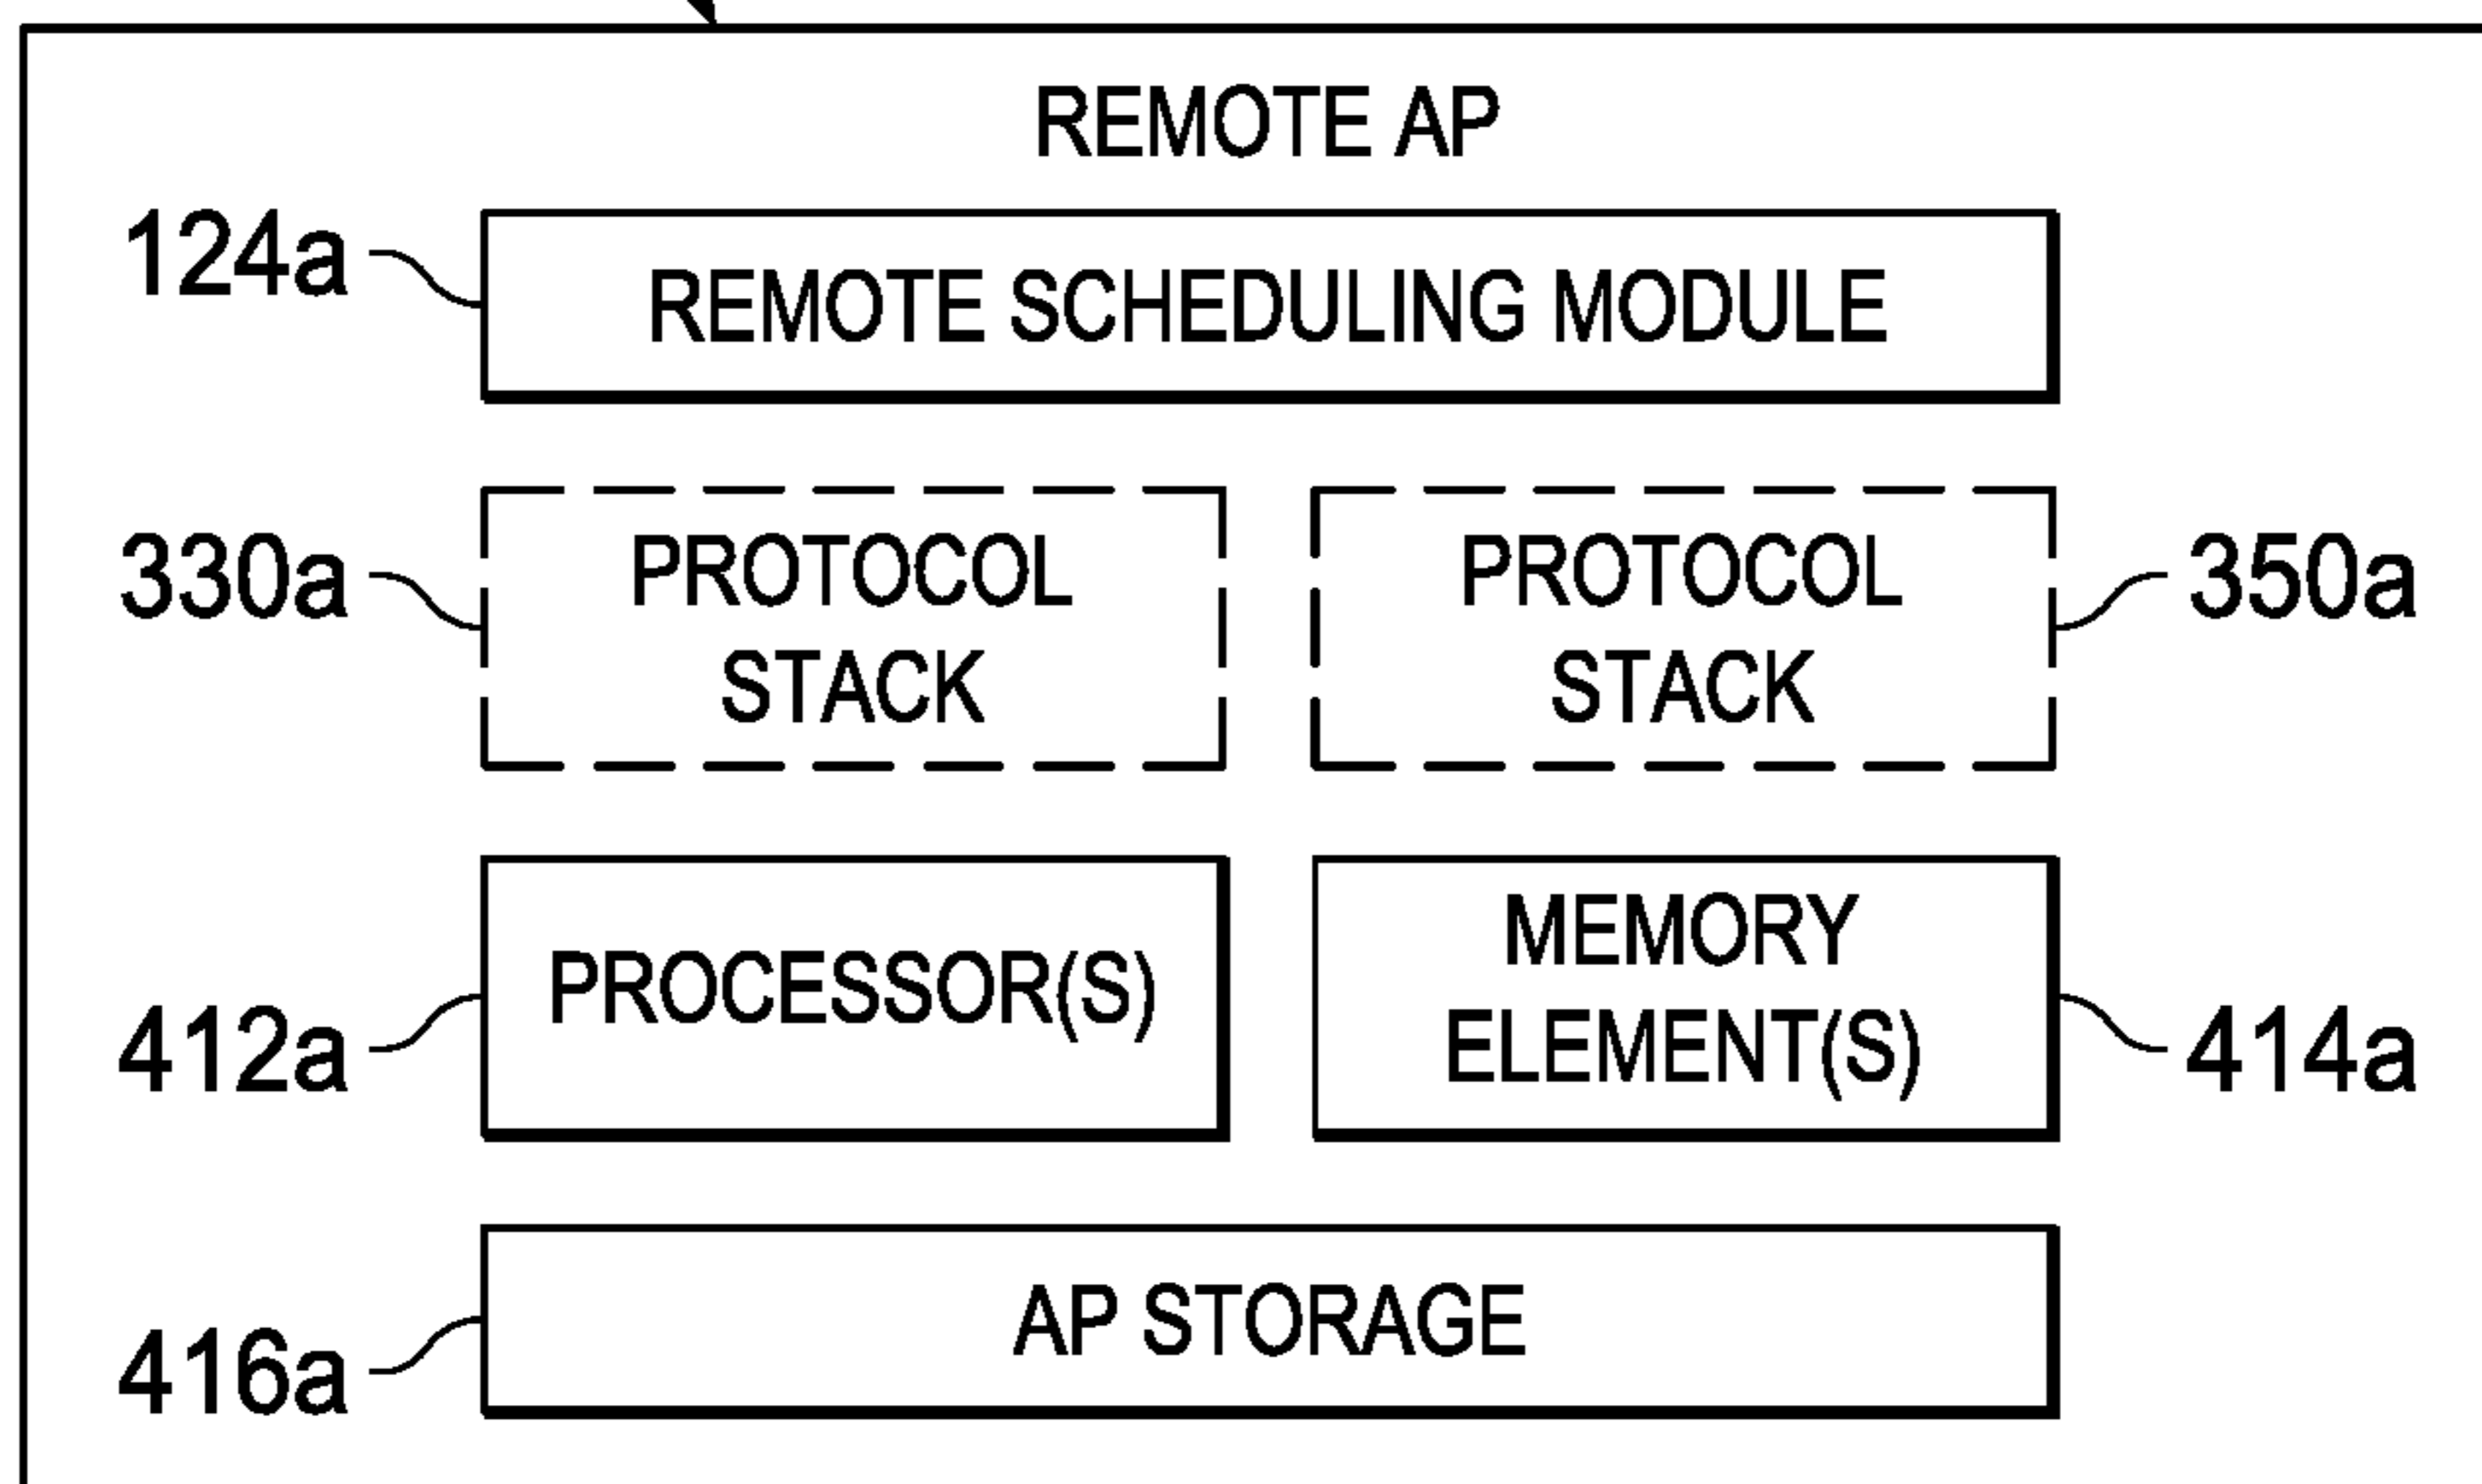 REMOTE AP
124a
REMOTE SCHEDULING MODULE
330a
PROTOCOL
STACK
PROTOCOL
STACK
350a
412a
PROCESSOR(S)
MEMORY
ELEMENT(S)
414a
416a
AP STORAGE